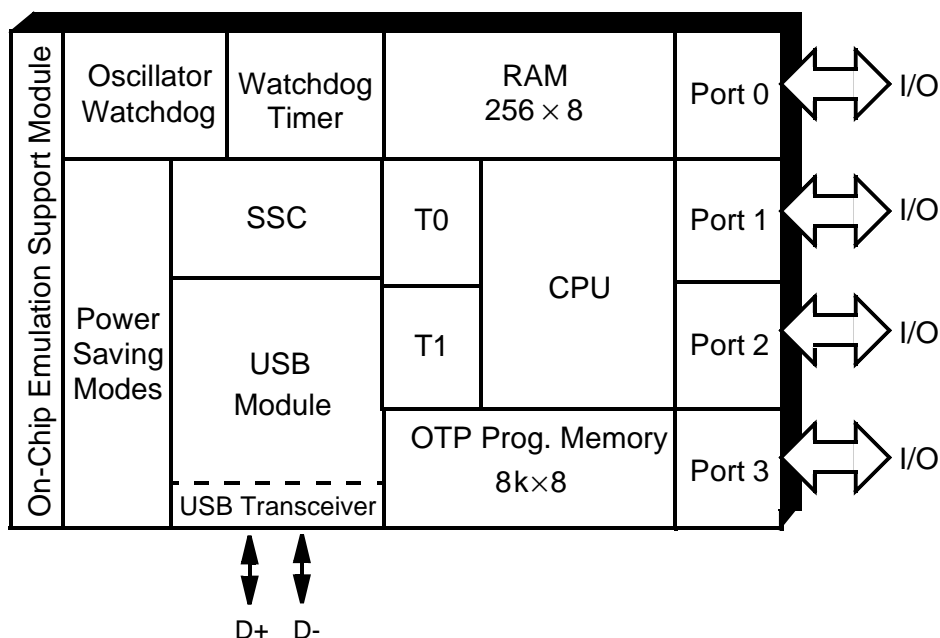 On-Chip Emulation Support Module
Oscillator
Watchdog
Watchdog
Timer
RAM
256 × 8
Port 0
I/O
Power
Saving
Modes
SSC
T0
CPU
Port 1
I/O
USB
Module
T1
Port 2
I/O
OTP Prog. Memory
8k×8
Port 3
I/O
USB Transceiver
D+ D-